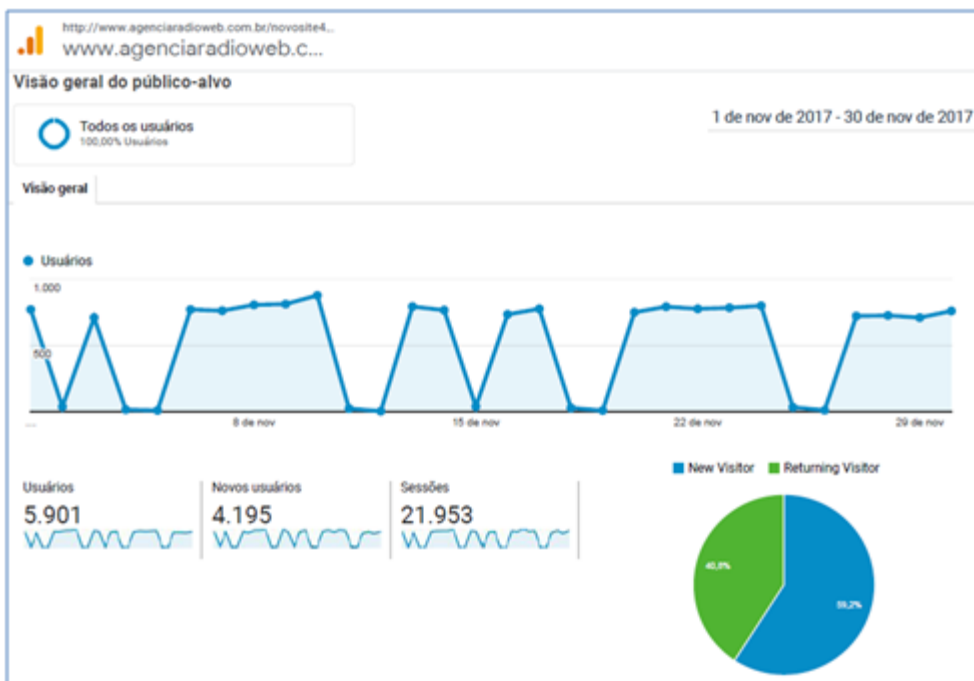 http://www.agenciaradioweb.com.br/novosite4...
www.agenciaradioweb.c...
Visão geral do público-alvo
Todos os usuários
100,00% Usuários
1 de nov de 2017 - 30 de nov de 2017
Visão geral
Usuários
1.000
500
...
8 de nov
15 de nov
22 de nov
29 de nov
New Visitor Returning Visitor
Usuários
5.901
Novos usuários
4.195
Sessões
21.953
40,8%
59,2%